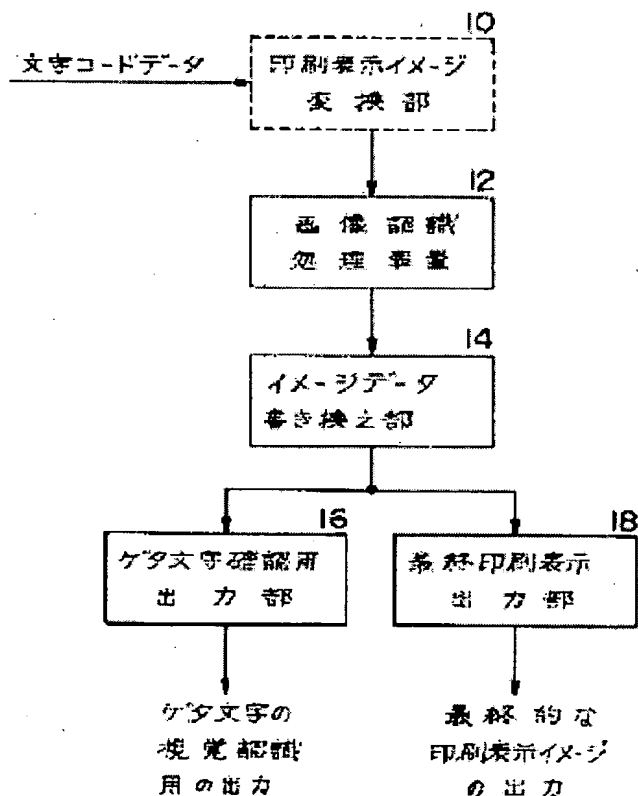 10
文字コードデータ
印刷表示イメージ
変換部
12
画像認識
処理装置
14
イメージデータ
書き換え部
16
18
ゲタ文字確認用
出力部
最終印刷表示
出力部
ゲタ文字の
視覚認識
用の出力
最終的な
印刷表示イメージ
の出力